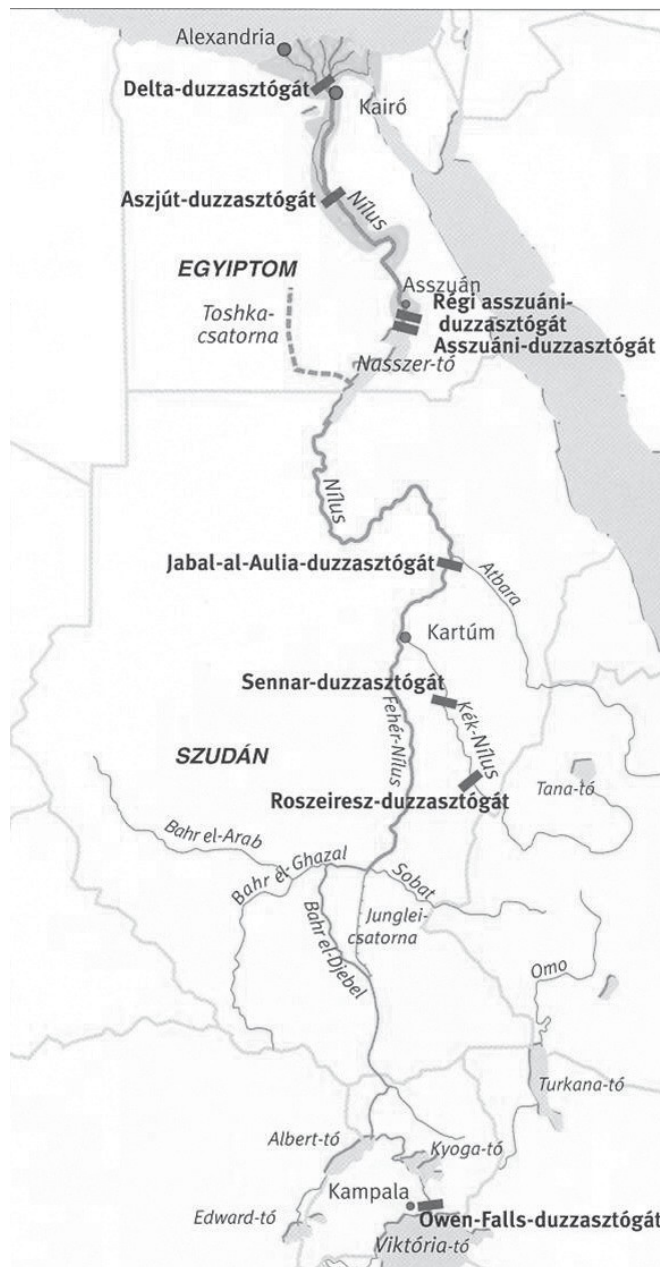 Alexandria
Delta-duzzasztógát
Kairó
Aszjút-duzzasztógát
Nílus
EGYIPTOM
Asszuán
Toshka-
csatorna
Régi asszuáni-
duzzasztógát
Asszuáni-duzzasztógát
Nasszer-tó
Nílus
Jabal-al-Aulia-duzzasztógát
Atbara
Kartúm
Sennar-duzzasztógát
Fehér-Nílus
Kék-Nílus
SZUDÁN
Roszeiresz-duzzasztógát
Tana-tó
Bahr el-Arab
Bahr el-Ghazal
Sobat
Bahr el-Djebel
Junglei-
csatorna
Omo
Turkana-tó
Albert-tó
Kyoga-tó
Kampala
Edward-tó
Owen-Falls-duzzasztógát
Viktória-tó